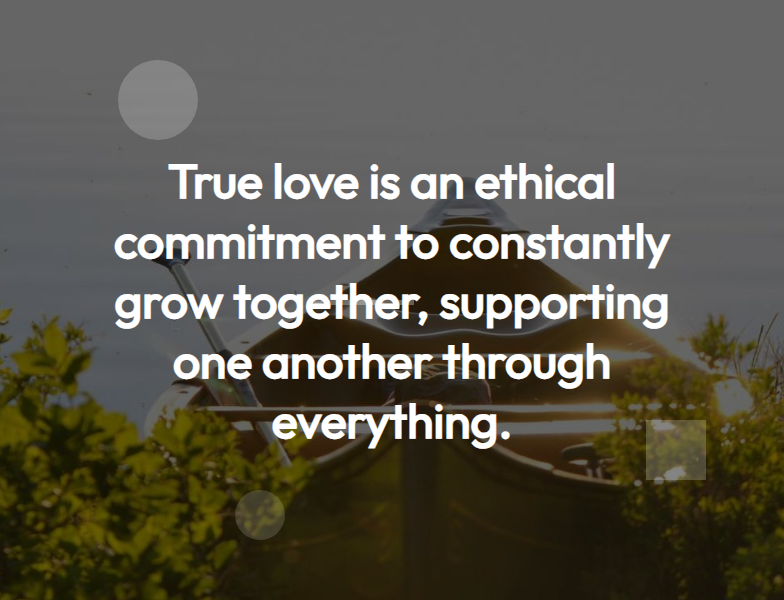 True love is an ethical
commitment to constantly
grow together, supporting
one another through
everything.